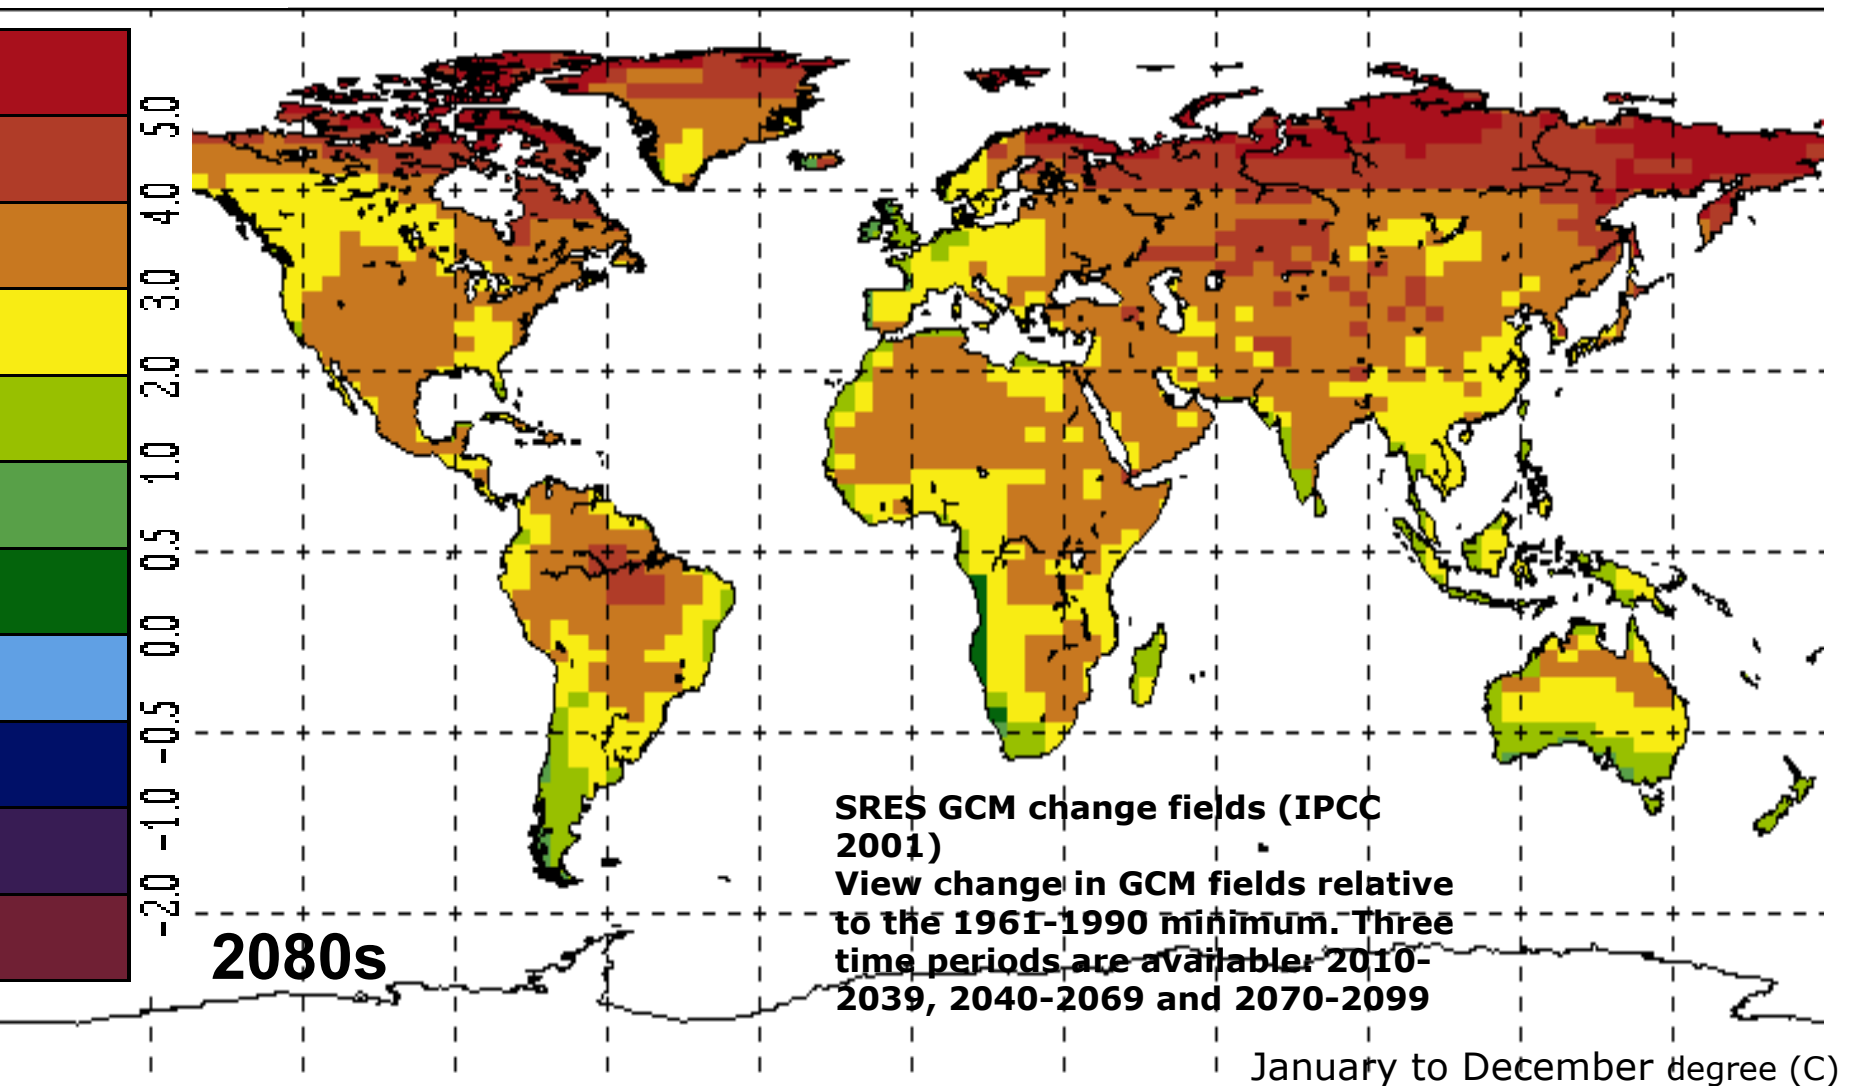 5.0
4.0
3.0
2.0
1.0
0.5
0.0
-0.5
-1.0
-2.0
SRES GCM change fields (IPCC
2001)
View change in GCM fields relative
to the 1961-1990 minimum. Three
time periods are available: 2010-
2039, 2040-2069 and 2070-2099
2080s
January to December degree (C)